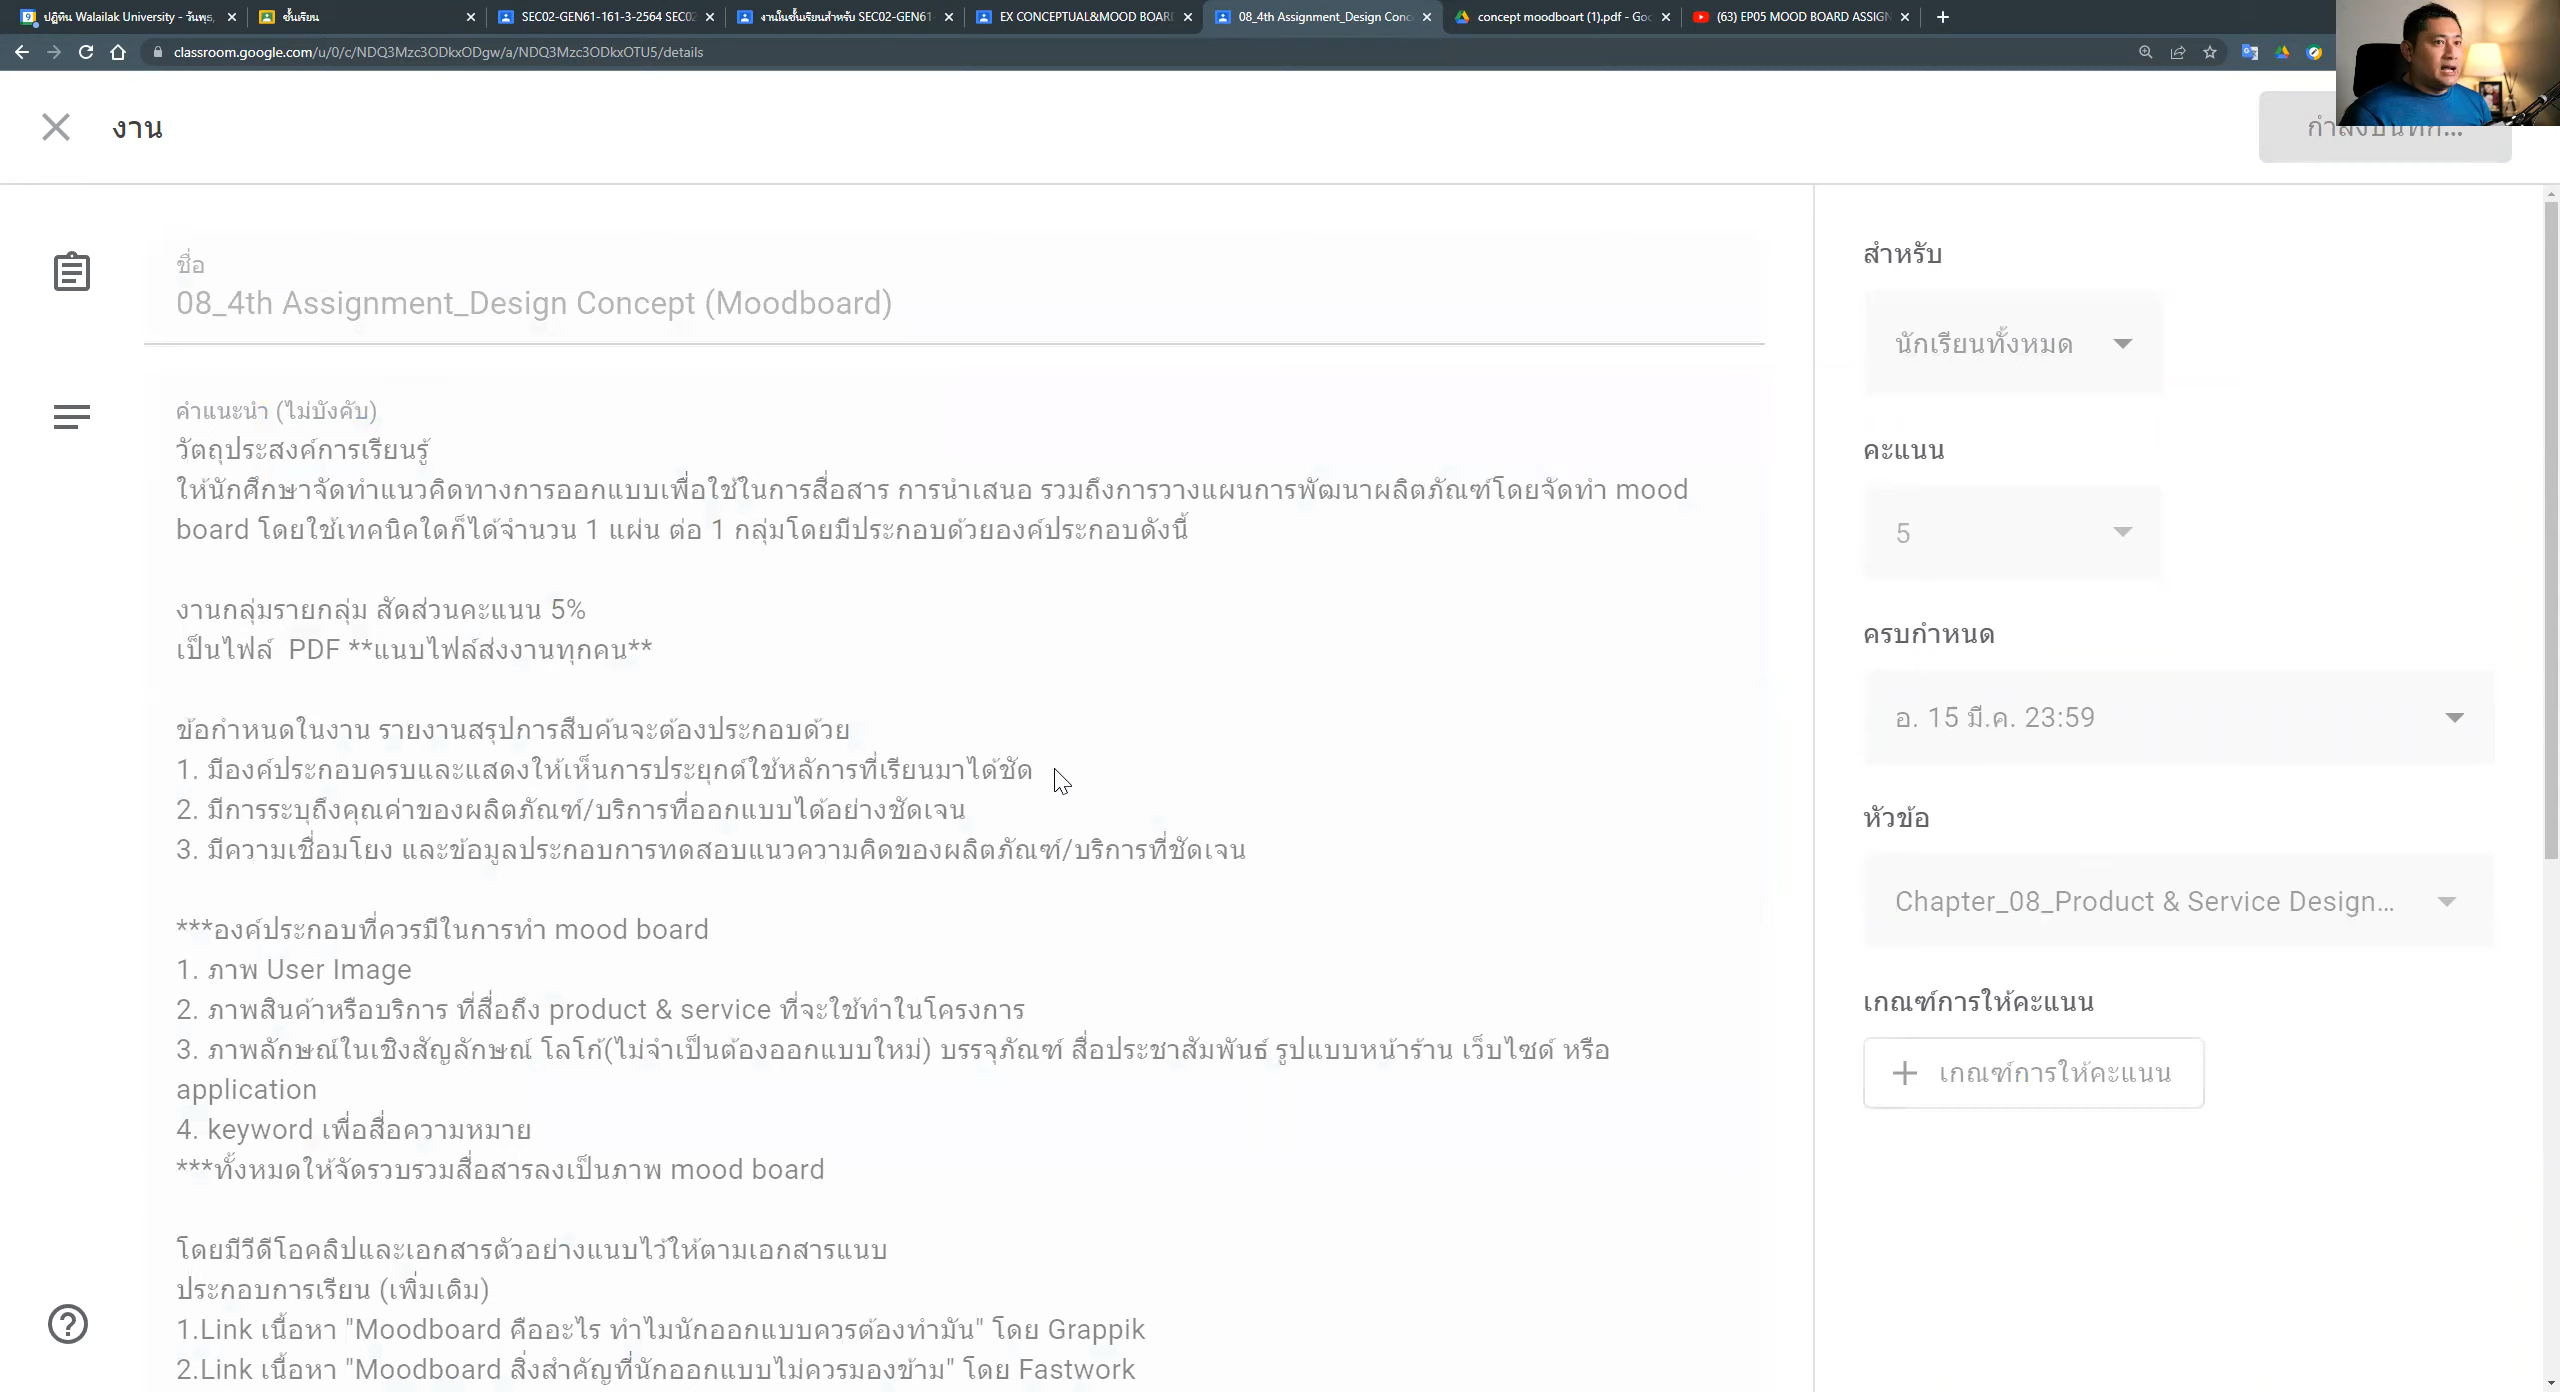 ปฏิทิน Walailak University - วันพุธ,
ชั้นเรียน
SEC02-GEN61-161-3-2564 SEC02
งานในชั้นเรียนสำหรับ SEC02-GEN61-
EX CONCEPTUAL&MOOD BOARD
08_4th Assignment_Design Conc
concept moodboart (1).pdf - Goo
(63) EP05 MOOD BOARD ASSIGN
classroom.google.com/u/0/c/NDQ3Mzc3ODkxODgw/a/NDQ3Mzc3ODkxOTU5/details
งาน
กำลังบันทึก...
ชื่อ
08_4th Assignment_Design Concept (Moodboard)
คำแนะนำ (ไม่บังคับ)
วัตถุประสงค์การเรียนรู้
ให้นักศึกษาจัดทำแนวคิดทางการออกแบบเพื่อใช้ในการสื่อสาร การนำเสนอ รวมถึงการวางแผนการพัฒนาผลิตภัณฑ์โดยจัดทำ mood
board โดยใช้เทคนิคใดก็ได้จำนวน 1 แผ่น ต่อ 1 กลุ่มโดยมีประกอบด้วยองค์ประกอบดังนี้
งานกลุ่มรายกลุ่ม สัดส่วนคะแนน 5%
เป็นไฟล์  PDF **แนบไฟล์ส่งงานทุกคน**
ข้อกำหนดในงาน รายงานสรุปการสืบค้นจะต้องประกอบด้วย
1. มีองค์ประกอบครบและแสดงให้เห็นการประยุกต์ใช้หลัการที่เรียนมาได้ชัด
2. มีการระบุถึงคุณค่าของผลิตภัณฑ์/บริการที่ออกแบบได้อย่างชัดเจน
3. มีความเชื่อมโยง และข้อมูลประกอบการทดสอบแนวความคิดของผลิตภัณฑ์/บริการที่ชัดเจน
***องค์ประกอบที่ควรมีในการทำ mood board
1. ภาพ User Image
2. ภาพสินค้าหรือบริการ ที่สื่อถึง product & service ที่จะใช้ทำในโครงการ
3. ภาพลักษณ์ในเชิงสัญลักษณ์ โลโก้(ไม่จำเป็นต้องออกแบบใหม่) บรรจุภัณฑ์ สื่อประชาสัมพันธ์ รูปแบบหน้าร้าน เว็บไซด์ หรือ
application
4. keyword เพื่อสื่อความหมาย
***ทั้งหมดให้จัดรวบรวมสื่อสารลงเป็นภาพ mood board
โดยมีวีดีโอคลิปและเอกสารตัวอย่างแนบไว้ให้ตามเอกสารแนบ
ประกอบการเรียน (เพิ่มเติม)
1.Link เนื้อหา "Moodboard คืออะไร ทำไมนักออกแบบควรต้องทำมัน" โดย Grappik
2.Link เนื้อหา "Moodboard สิ่งสำคัญที่นักออกแบบไม่ควรมองข้าม" โดย Fastwork
สำหรับ
นักเรียนทั้งหมด
คะแนน
5
ครบกำหนด
อ. 15 มี.ค. 23:59
หัวข้อ
Chapter_08_Product & Service Design...
เกณฑ์การให้คะแนน
เกณฑ์การให้คะแนน